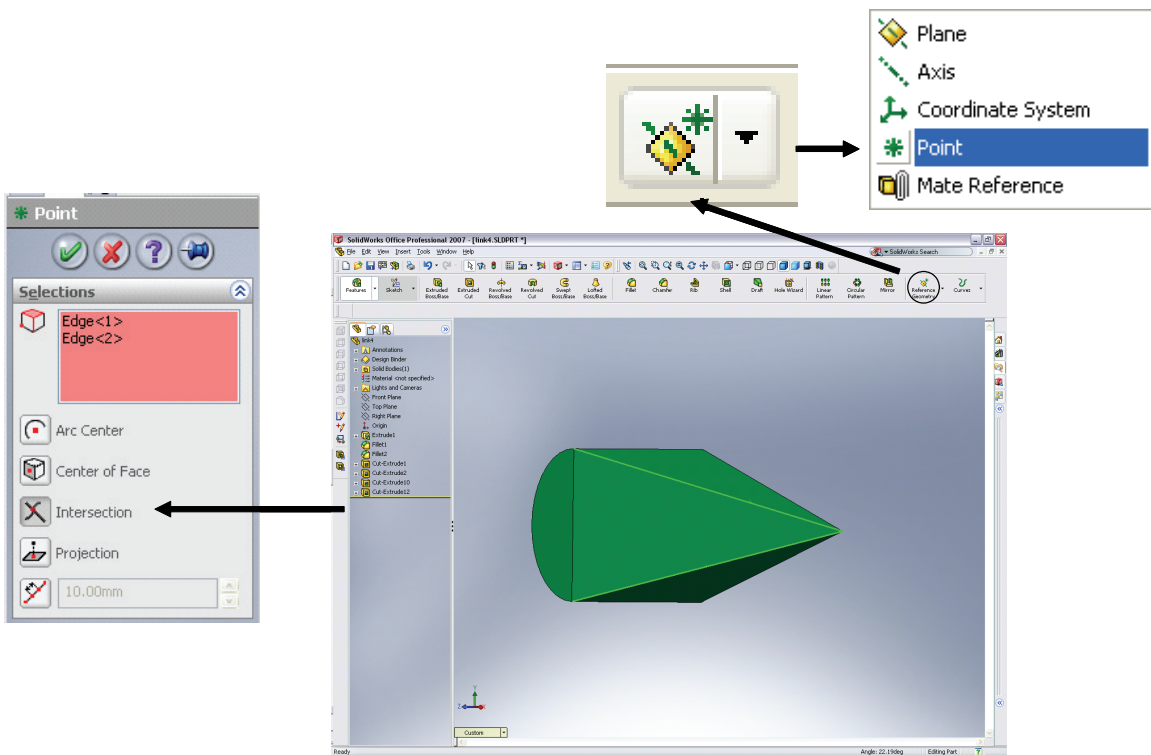 Plane
Axis
Coordinate System
Point
Mate Reference
Point
Selections
Edge<1>
Edge<2>
Arc Center
Center of Face
Intersection
Projection
10.00mm
SolidWorks Office Professional 2007 - [link4.SLDPRT *]
File Edit View Insert Tools Window Help
SolidWorks Search
Features
Sketch
Extruded Boss/Base
Extruded Cut
Revolved Boss/Base
Revolved Cut
Swept Boss/Base
Lofted Boss/Base
Fillet
Chamfer
Rib
Shell
Draft
Hole Wizard
Linear Pattern
Circular Pattern
Mirror
Reference Geometry
Curves
link4
Annotations
Design Binder
Solid Bodies(1)
Material <not specified>
Lights and Cameras
Front Plane
Top Plane
Right Plane
Origin
Extrude1
Fillet1
Fillet2
Cut-Extrude1
Cut-Extrude2
Cut-Extrude10
Cut-Extrude12
Y
Z
X
Custom
Ready
Angle: 22.19deg
Editing Part